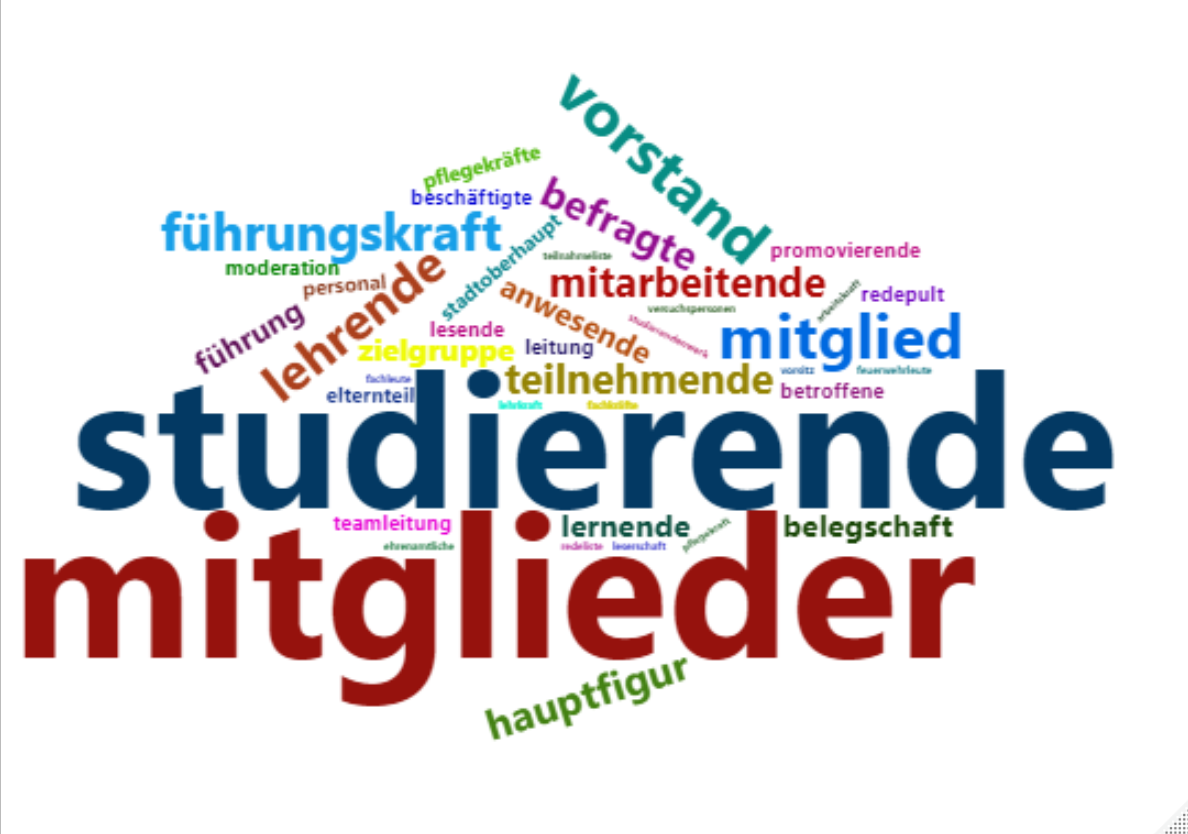 vorstand
pflegekräfte
beschäftigte
befragte
führungskraft
stadtoberhaupt
promovierende
teilnahmeliste
moderation
lehrende
mitarbeitende
personal
anwesende
arbeitskraft
redepult
versuchspersonen
führung
lesende
studierendenwerk
mitglied
zielgruppe
leitung
vorsitz
feuerwehrleute
fachleute
teilnehmende
elternteil
betroffene
lehrkraft
fachkräfte
studierende
teamleitung
lernende
pflegekraft
belegschaft
ehrenamtliche
redeliste
leserschaft
mitglieder
hauptfigur